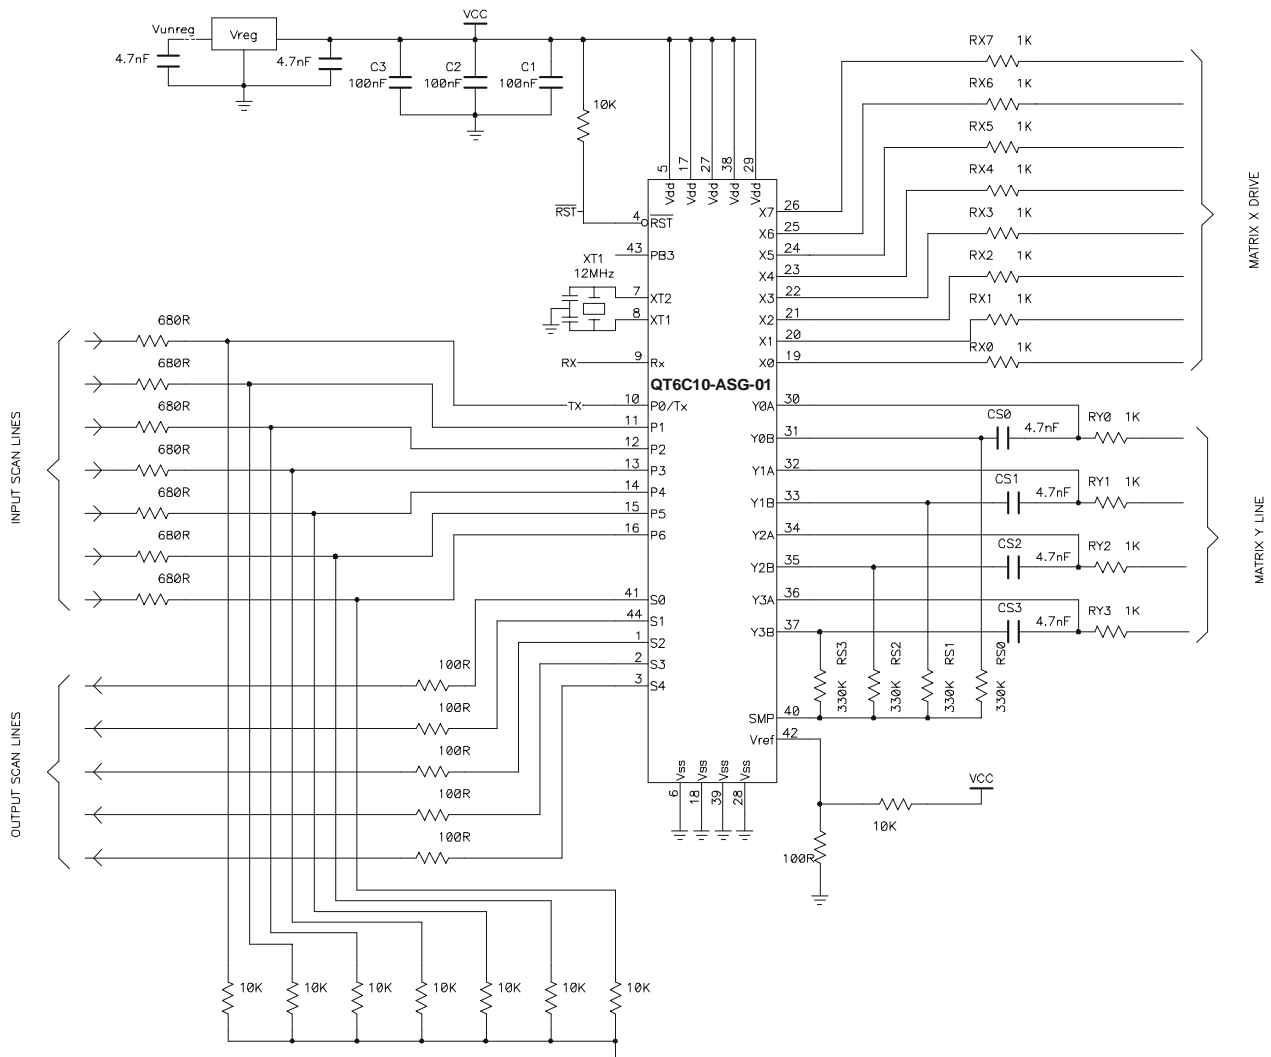 VCC
Vunreg
Vreg
4.7nF
4.7nF
C3
100nF
C2
100nF
C1
100nF
10K
RX7 1K
RX6 1K
RX5 1K
RX4 1K
RX3 1K
RX2 1K
RX1 1K
RX0 1K
MATRIX X DRIVE
5
17
27
38
29
Vdd
Vdd
Vdd
Vdd
Vdd
RST
4
RST
43
PB3
XT1
12MHz
7
XT2
8
XT1
RX
9
Rx
QT6C10-ASG-01
TX
10
P0/Tx
11
P1
12
P2
13
P3
14
P4
15
P5
16
P6
41
S0
44
S1
1
S2
2
S3
3
S4
X7
26
X6
25
X5
24
X4
23
X3
22
X2
21
X1
20
X0
19
Y0A
30
Y0B
31
Y1A
32
Y1B
33
Y2A
34
Y2B
35
Y3A
36
Y3B
37
SMP
40
Vref
42
Vss
Vss
Vss
Vss
6
18
39
28
CS0
4.7nF
RY0 1K
CS1
4.7nF
RY1 1K
CS2
4.7nF
RY2 1K
CS3
4.7nF
RY3 1K
MATRIX Y LINE
RS3
330K
RS2
330K
RS1
330K
RS0
330K
VCC
10K
100R
INPUT SCAN LINES
680R
680R
680R
680R
680R
680R
680R
OUTPUT SCAN LINES
100R
100R
100R
100R
100R
10K
10K
10K
10K
10K
10K
10K